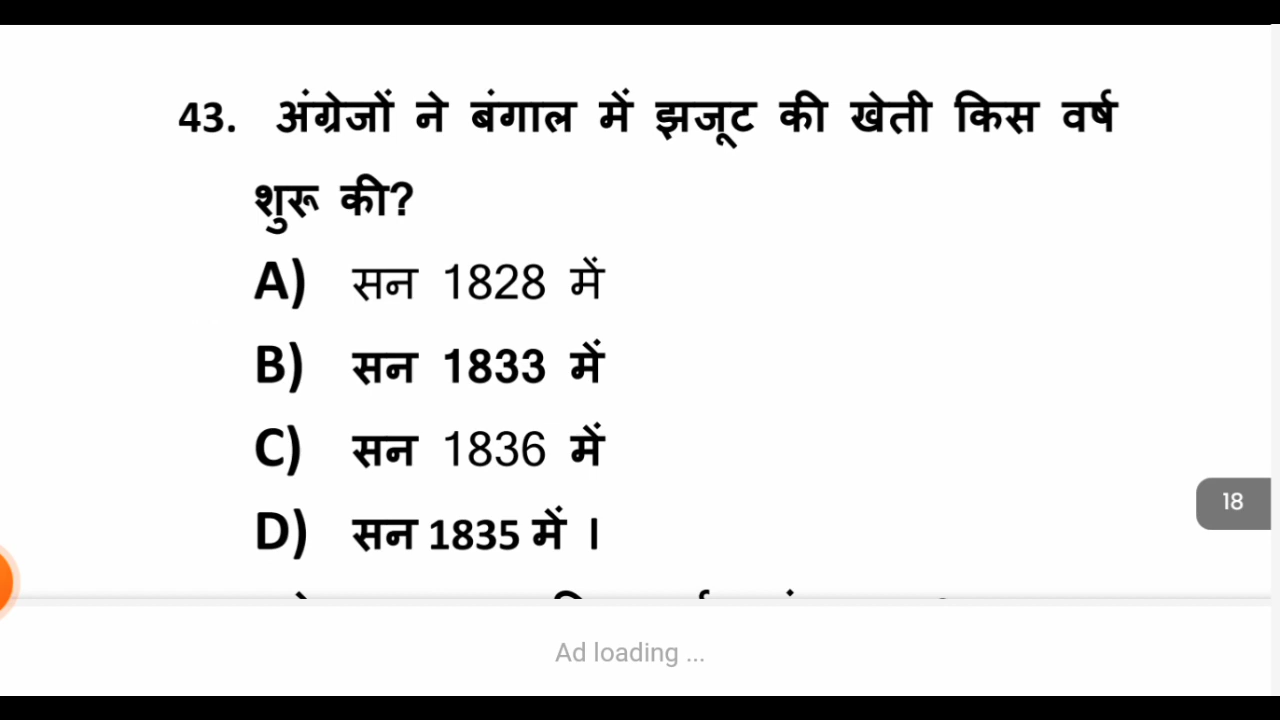 43. अंग्रेजों ने बंगाल में झजूट की खेती किस वर्ष
शुरू की?
A) सन 1828 में
B) सन 1833 में
C) सन 1836 में
18
D) सन 1835 में ।
Ad loading ...